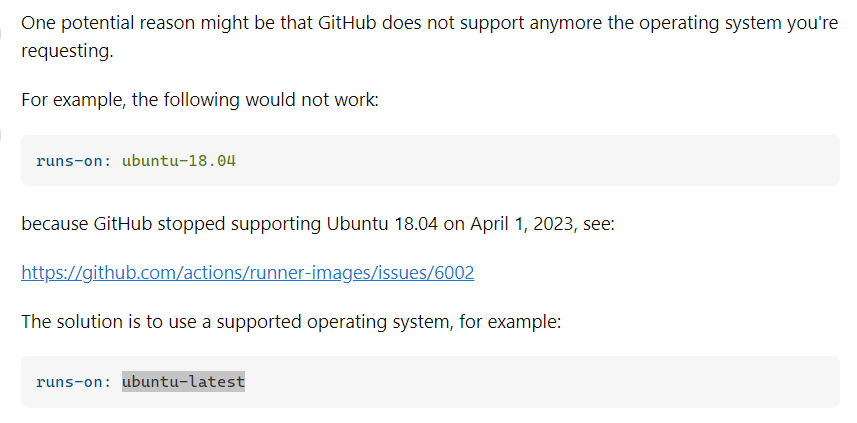 One potential reason might be that GitHub does not support anymore the operating system you're
requesting.
For example, the following would not work:
runs-on: ubuntu-18.04
because GitHub stopped supporting Ubuntu 18.04 on April 1, 2023, see:
https://github.com/actions/runner-images/issues/6002
The solution is to use a supported operating system, for example:
runs-on: ubuntu-latest